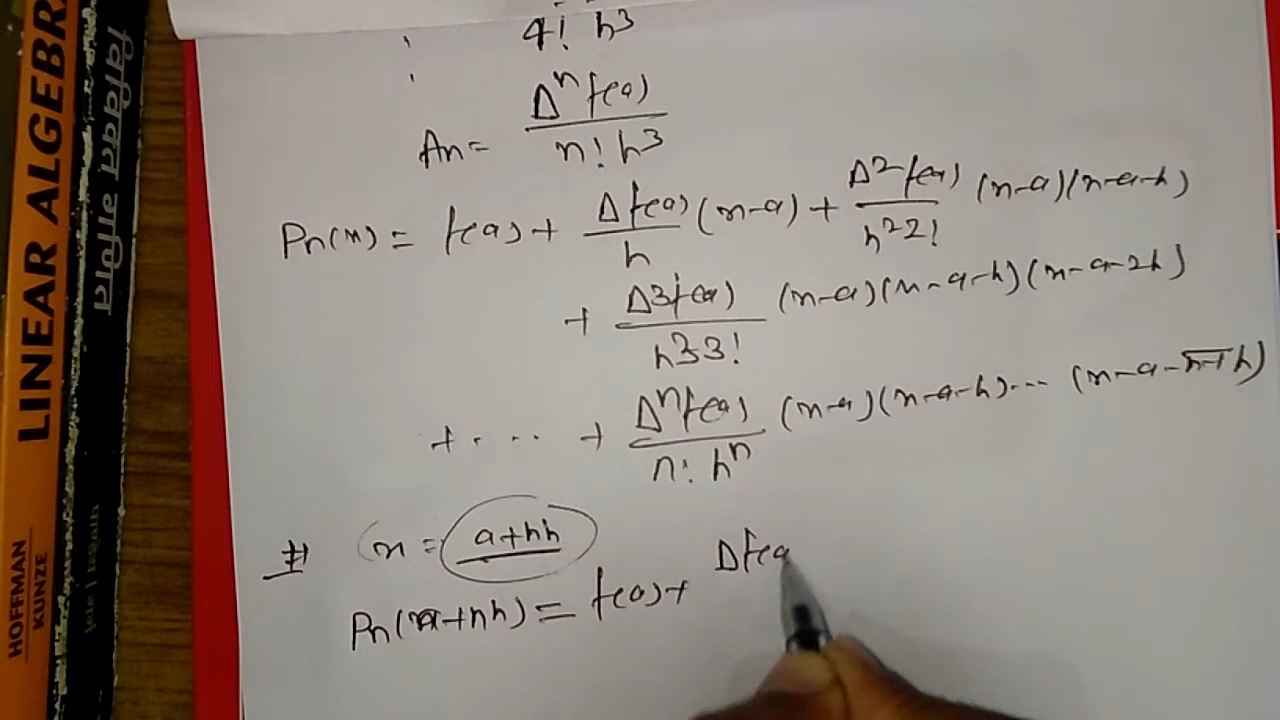 4! h³
Aₙ = Δⁿf(a) / n! h³
Pn(x) = f(a) + Δf(a)/h (x-a) + Δ²f(a)/h²2! (x-a)(x-a-h)
+ Δ³f(a)/h³3! (x-a)(x-a-h)(x-a-2h)
+ .... + Δⁿf(a)/n! hⁿ (x-a)(x-a-h)... (x-a-n-1 h)
# (x = a+nh
Pn(a+nh) = f(a) + Δf(a
LINEAR ALGEBRA
HOFFMAN
KUNZE
विविक्त गणित